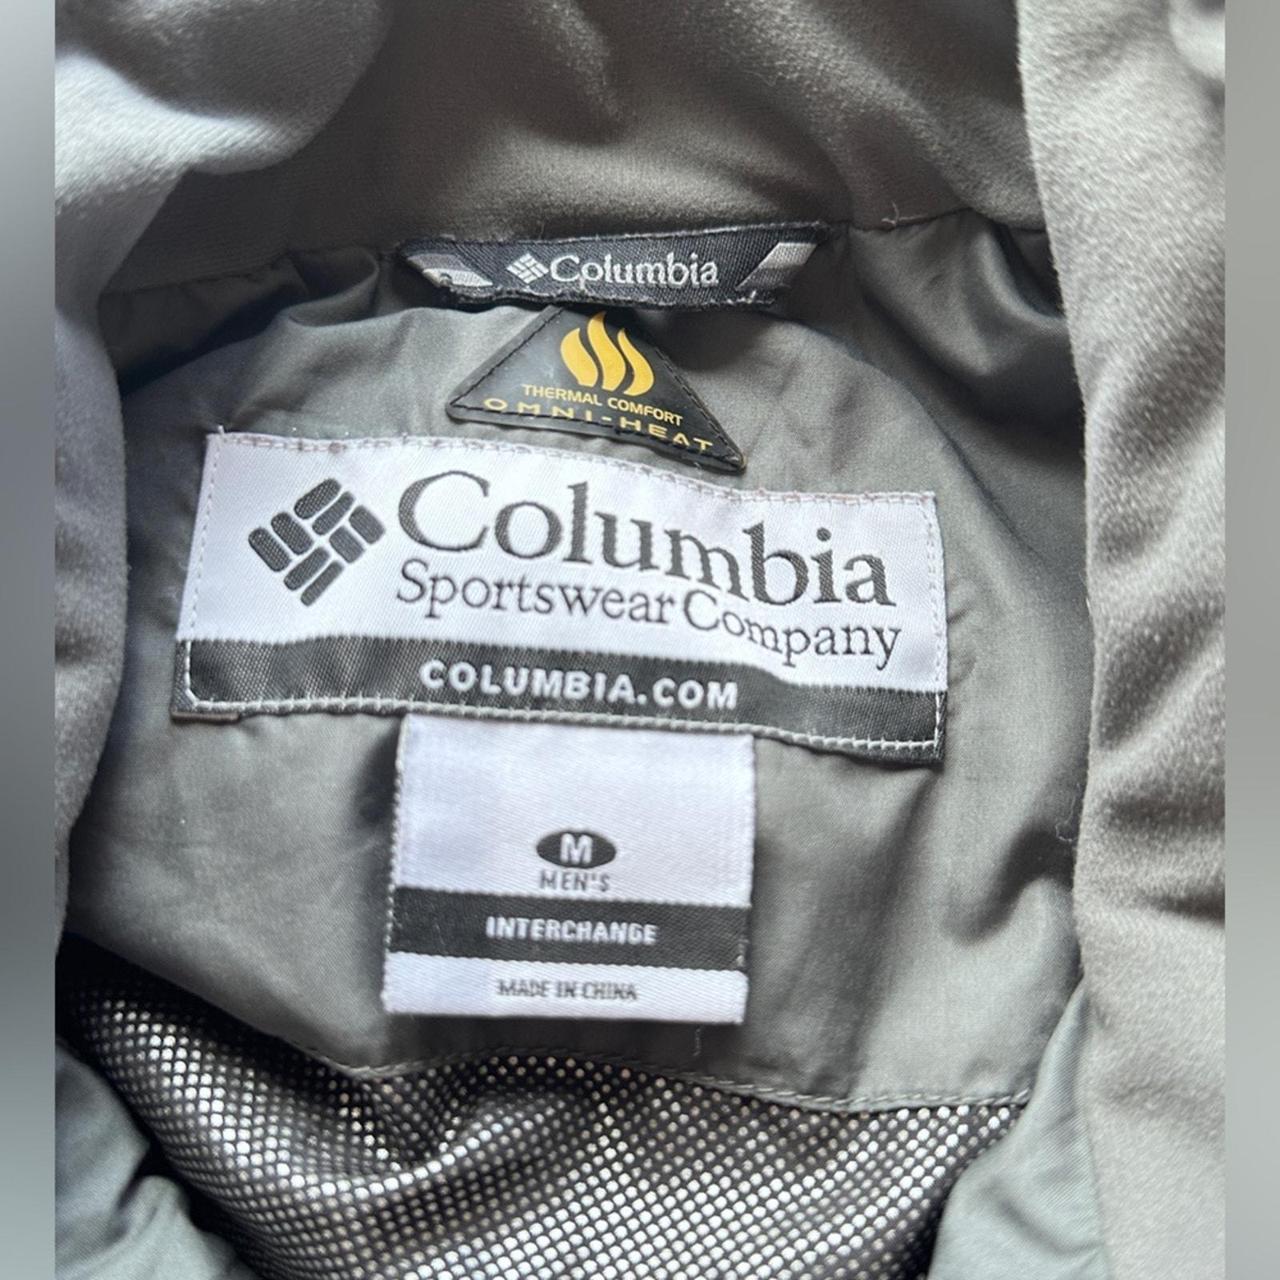 Columbia
THERMAL COMFORT
OMNI-HEAT
Columbia
Sportswear Company
COLUMBIA.COM
M
MEN'S
INTERCHANGE
MADE IN CHINA